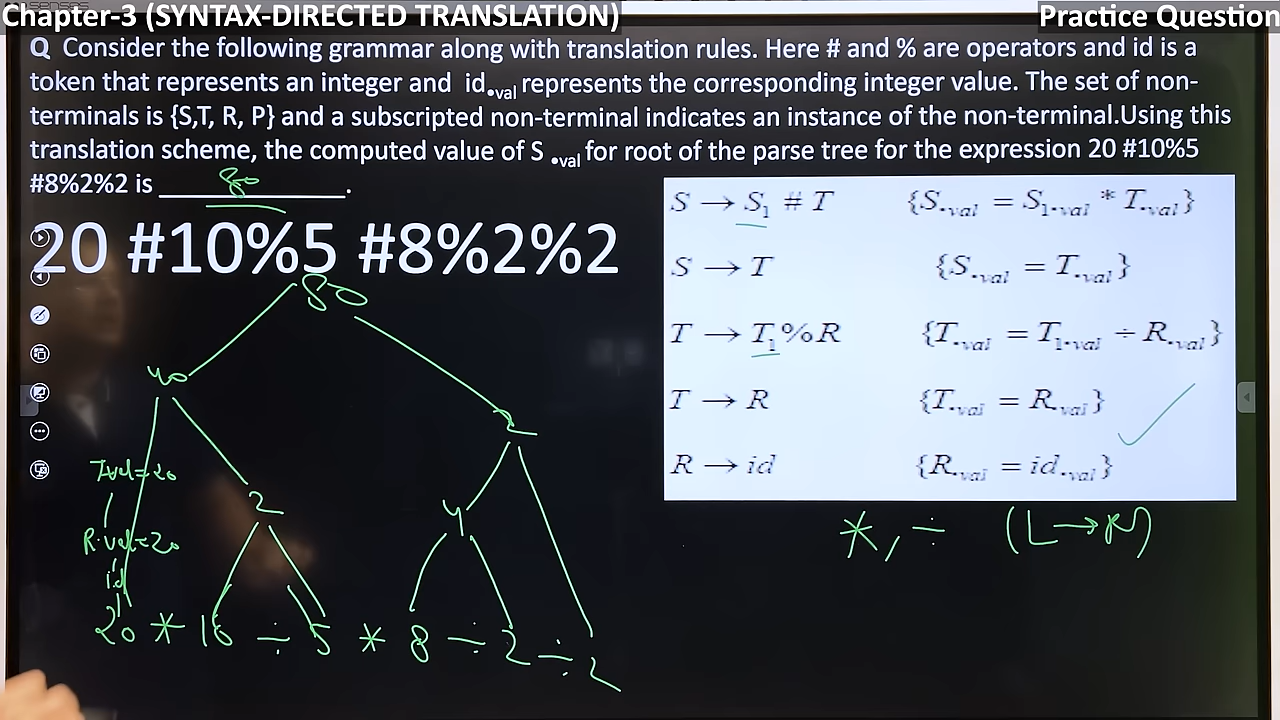 Chapter-3 (SYNTAX-DIRECTED TRANSLATION)
Practice Question
Q Consider the following grammar along with translation rules. Here # and % are operators and id is a
token that represents an integer and id.val represents the corresponding integer value. The set of non-
terminals is {S,T, R, P} and a subscripted non-terminal indicates an instance of the non-terminal.Using this
translation scheme, the computed value of S .val for root of the parse tree for the expression 20 #10%5
#8%2%2 is 80 .
20 #10%5 #8%2%2
S → S1 # T {S.val = S1.val * T.val}
S → T {S.val = T.val}
T → T1%R {T.val = T1.val ÷ R.val}
T → R {T.val = R.val}
R → id {R.val = id.val}
*, ÷ (L→R)
80
40
2
T.val=20
2
4
R.val=20
id
20 * 10 ÷ 5 * 8 ÷ 2 ÷ 2